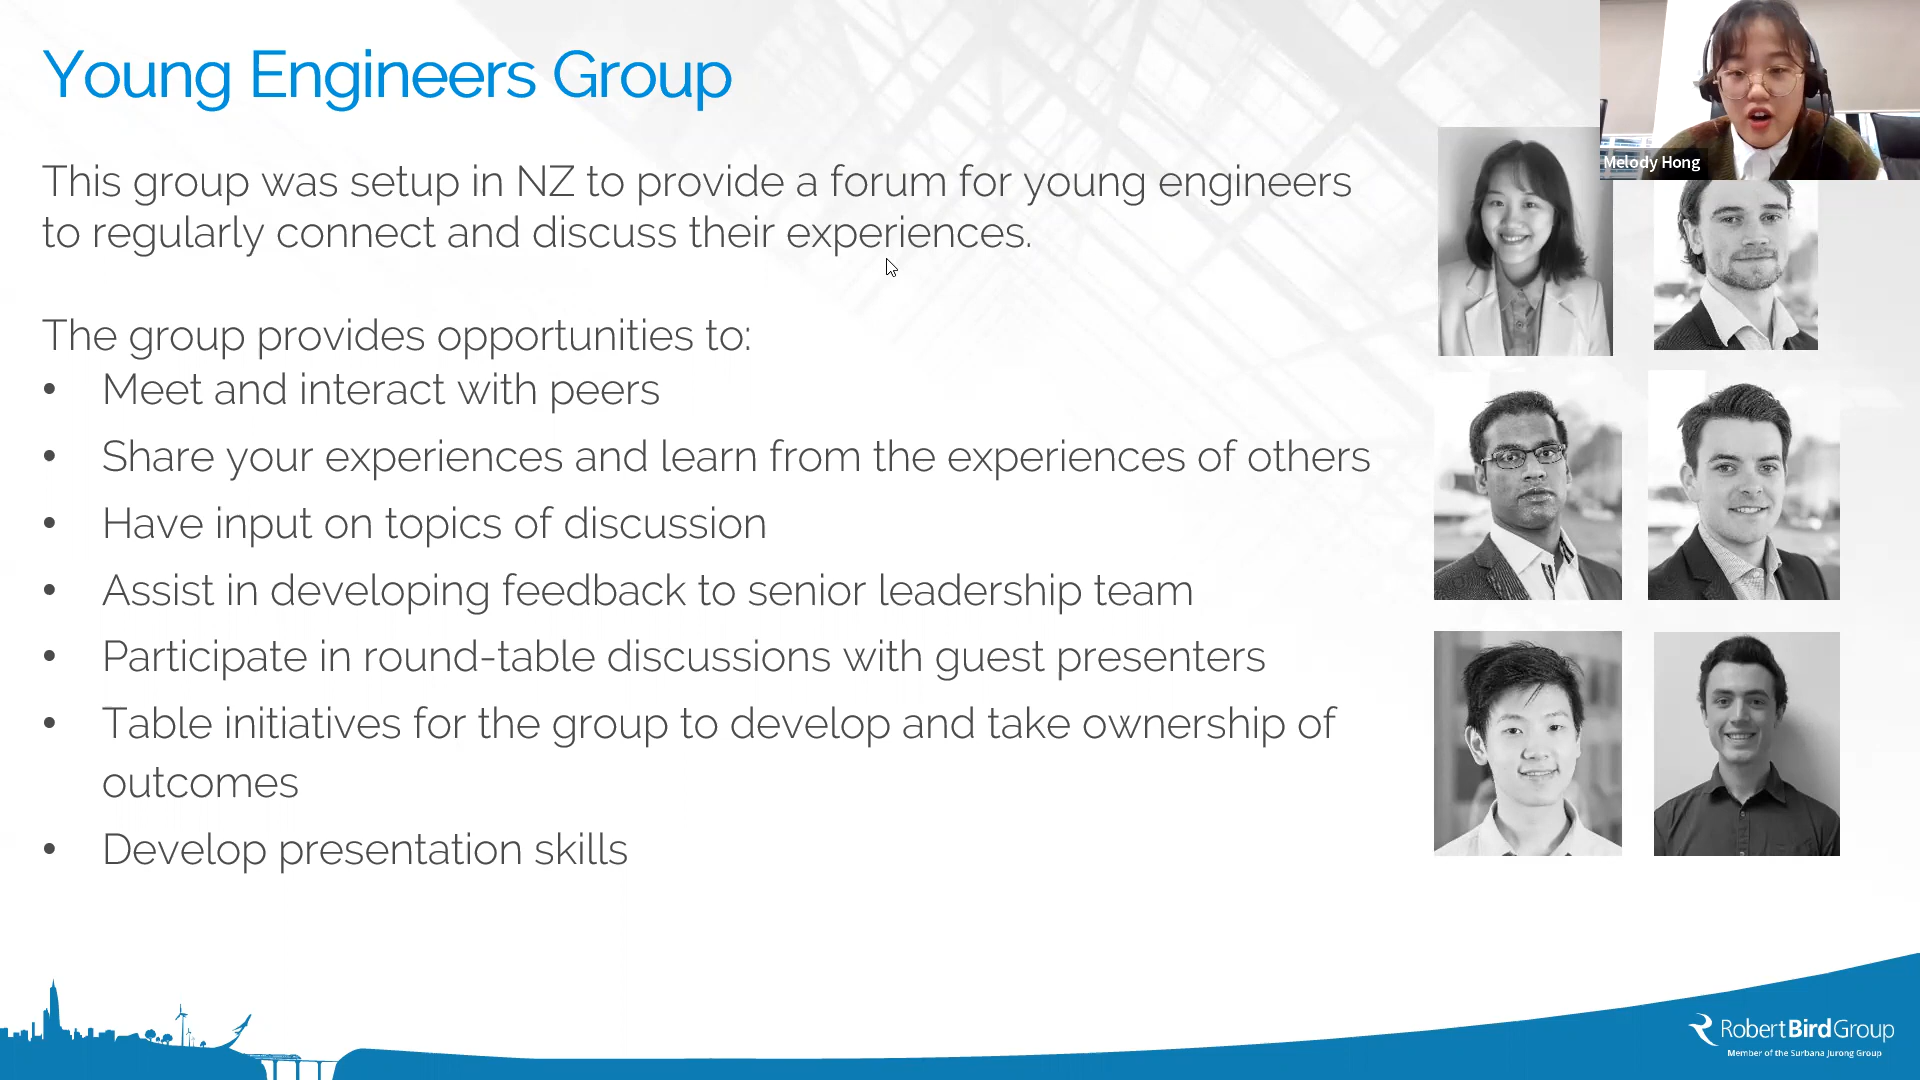 Young Engineers Group
This group was setup in NZ to provide a forum for young engineers
to regularly connect and discuss their experiences.
The group provides opportunities to:
• Meet and interact with peers
• Share your experiences and learn from the experiences of others
• Have input on topics of discussion
• Assist in developing feedback to senior leadership team
• Participate in round-table discussions with guest presenters
• Table initiatives for the group to develop and take ownership of
outcomes
• Develop presentation skills
Melody Hong
RobertBirdGroup
Member of the Surbana Jurong Group